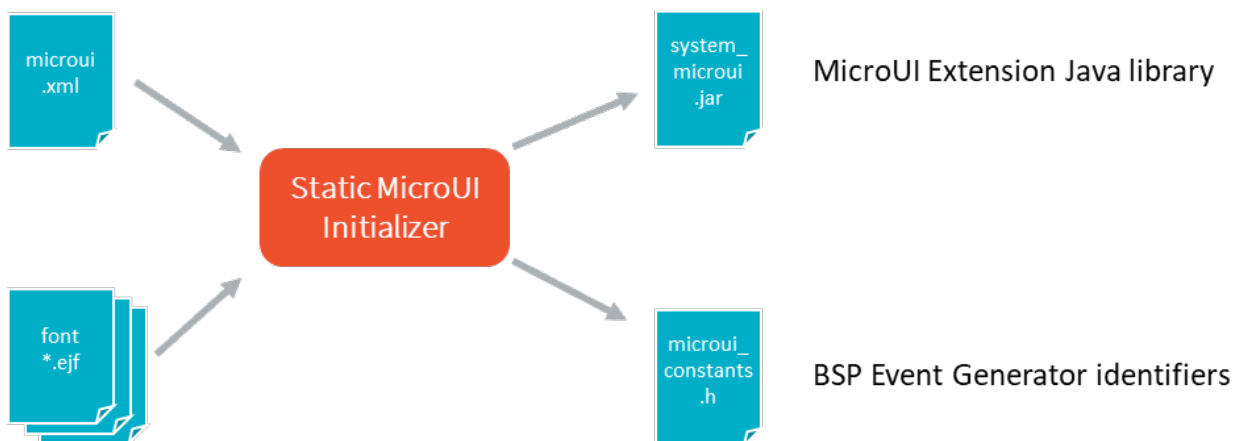 microui
.xml
font
*.ejf
Static MicroUI
Initializer
system_
microui
.jar
MicroUI Extension Java library
microui_
constants
.h
BSP Event Generator identifiers